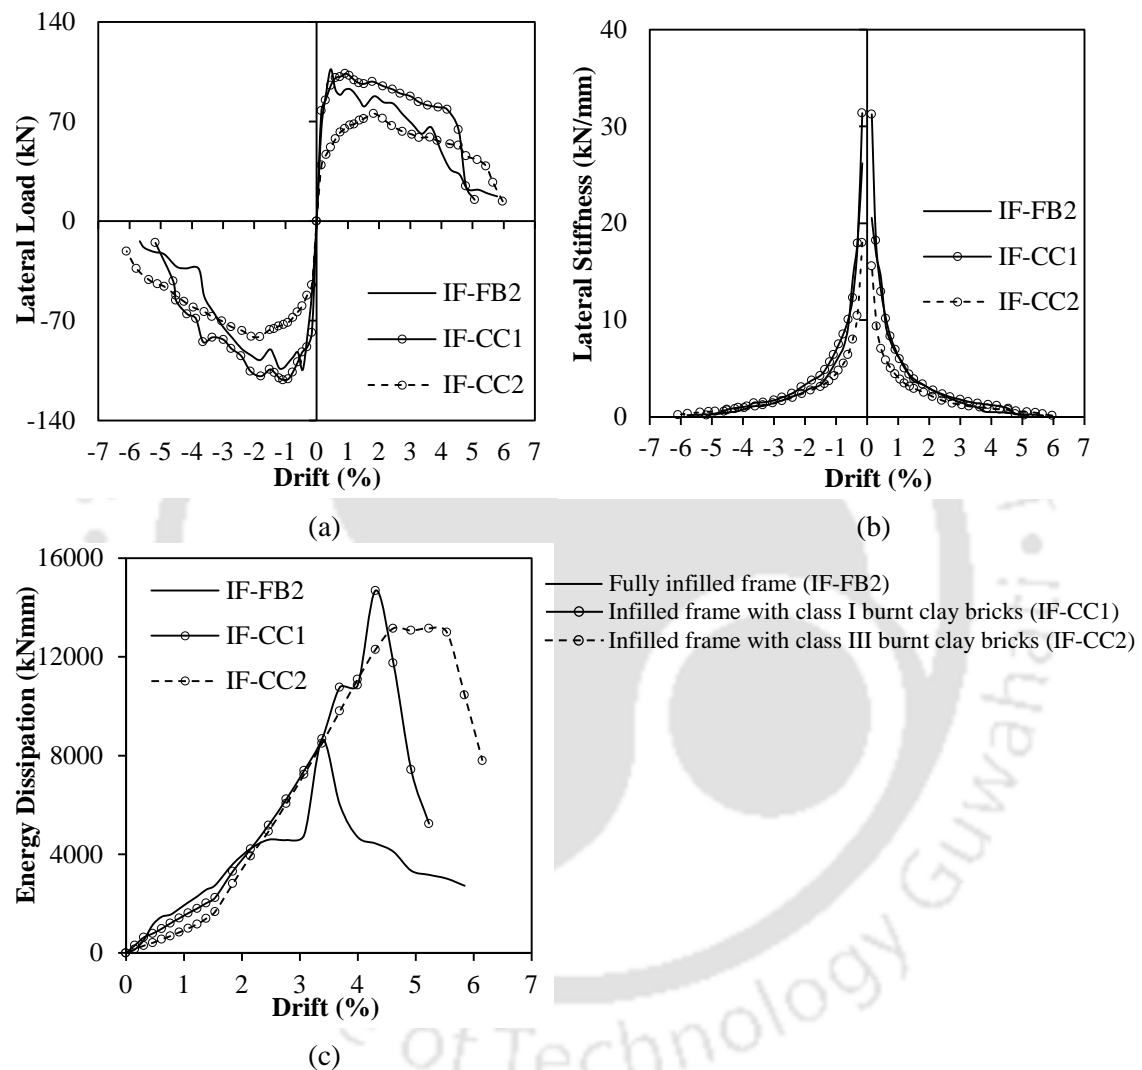 140
70
0
-70
-140
-7 -6 -5 -4 -3 -2 -1 0 1 2 3 4 5 6 7
Lateral Load (kN)
Drift (%)
IF-FB2
IF-CC1
IF-CC2
(a)
40
30
20
10
0
-7 -6 -5 -4 -3 -2 -1 0 1 2 3 4 5 6 7
Lateral Stiffness (kN/mm)
Drift (%)
IF-FB2
IF-CC1
IF-CC2
(b)
16000
12000
8000
4000
0
0 1 2 3 4 5 6 7
Energy Dissipation (kNmm)
Drift (%)
IF-FB2
IF-CC1
IF-CC2
(c)
Fully infilled frame (IF-FB2)
Infilled frame with class I burnt clay bricks (IF-CC1)
Infilled frame with class III burnt clay bricks (IF-CC2)
of Technology Guwahati